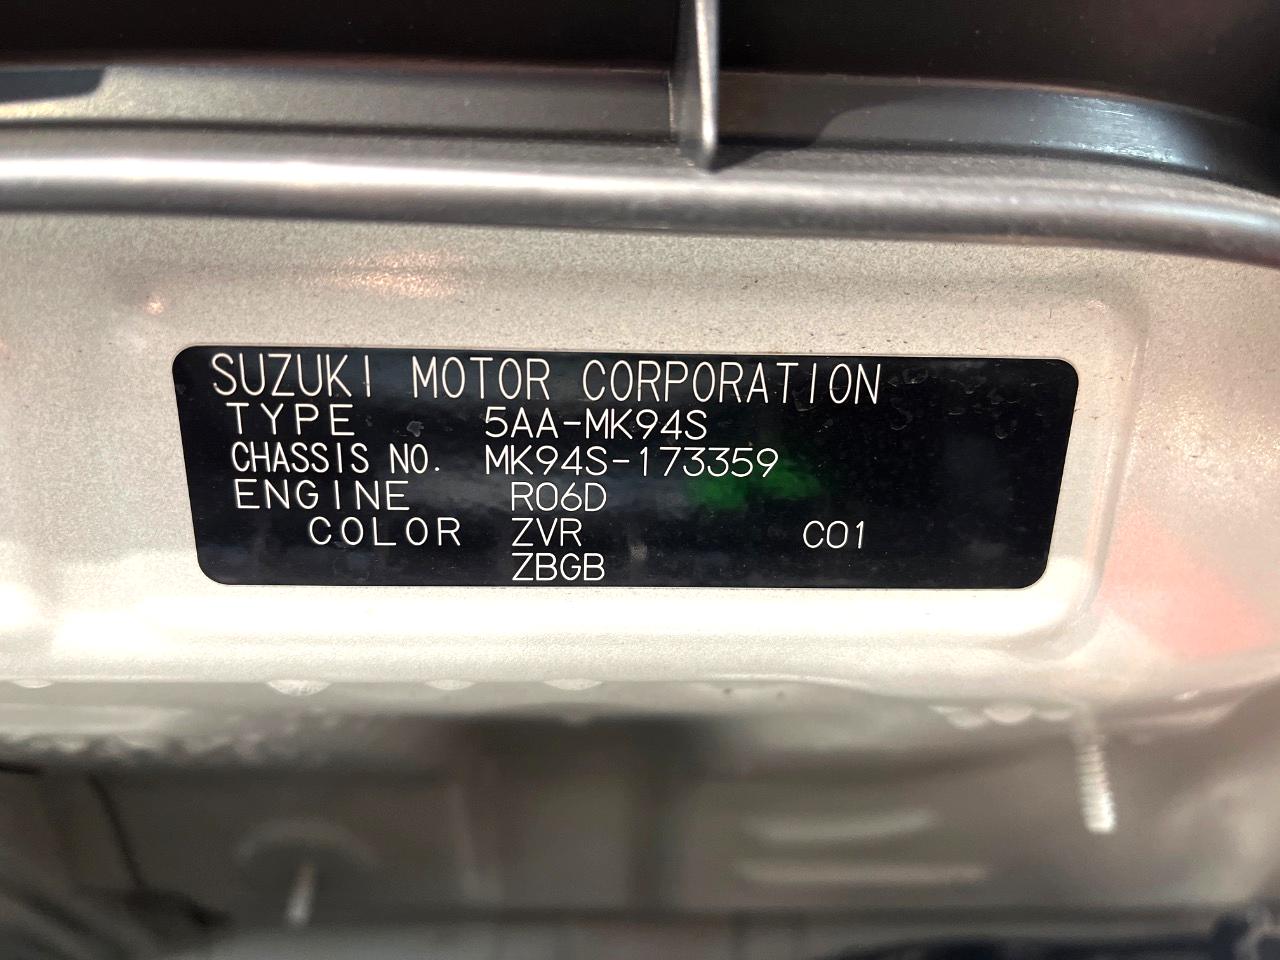 SUZUKI MOTOR CORPORATION
TYPE 5AA-MK94S
CHASSIS NO. MK94S-173359
ENGINE R06D
COLOR ZVR C01
ZBGB